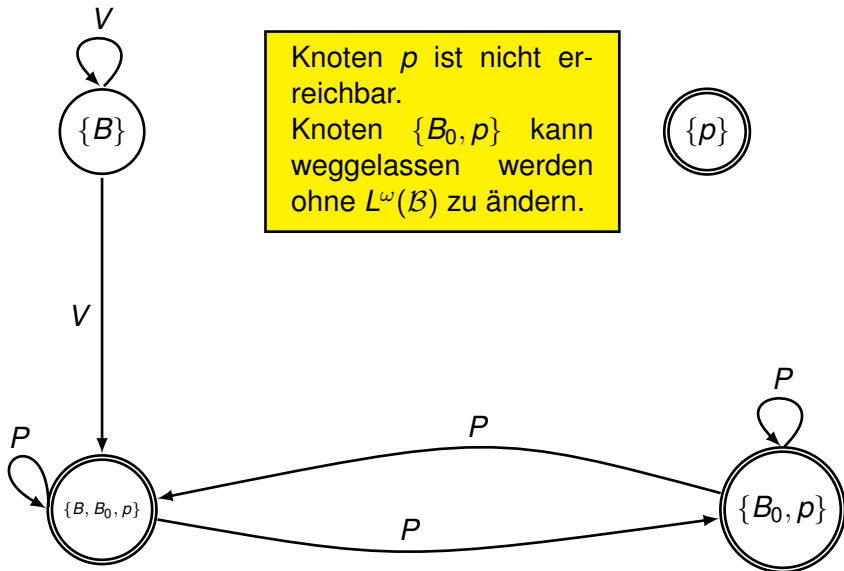 V
Knoten p ist nicht er-
reichbar.
Knoten {B₀, p} kann
weggelassen werden
ohne L^ω(ℬ) zu ändern.
{B}
{p}
V
P
P
P
{B, B₀, p}
{B₀, p}
P